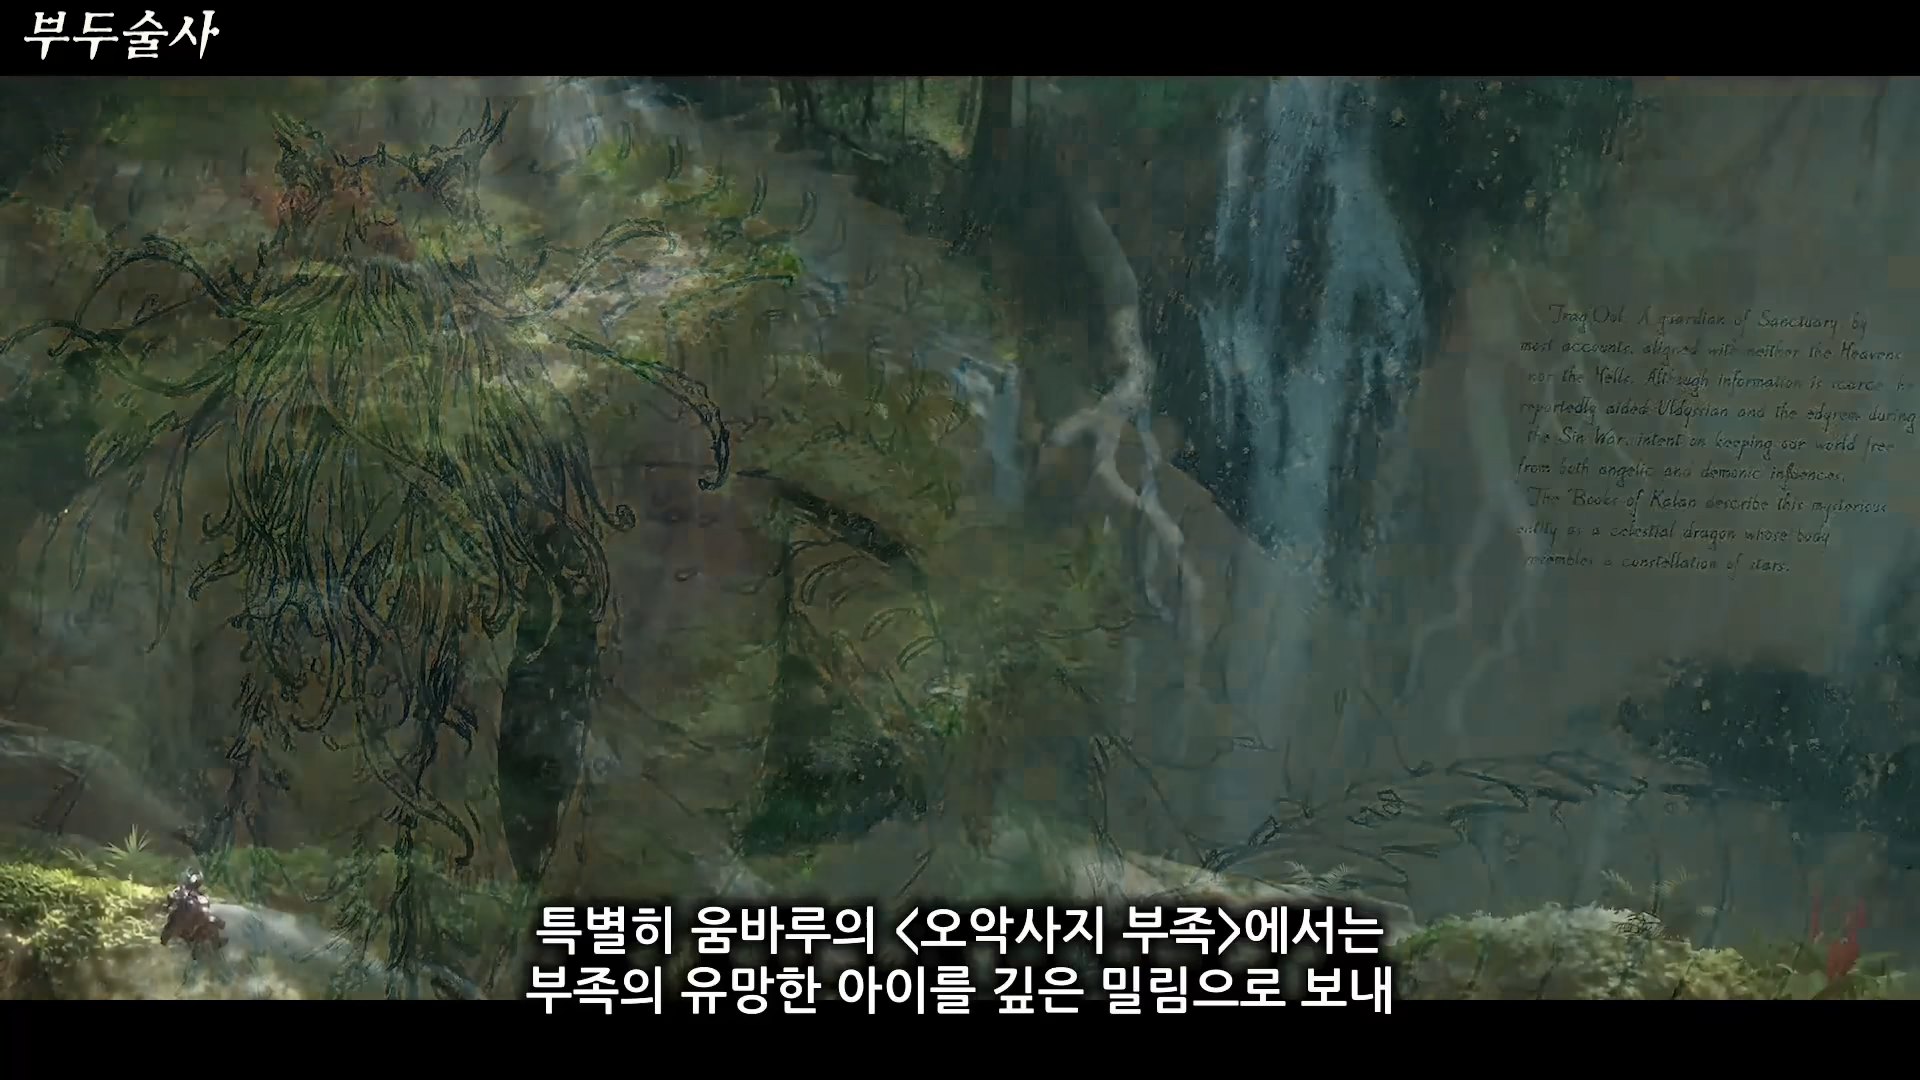 부두술사
Trag'Oul. A guardian of Sanctuary by
most accounts, aligned with neither the Heavens
nor the Hells. Although information is scarce, he
reportedly aided Uldyssian and the edyrem during
the Sin War, intent on keeping our world free
from both angelic and demonic influences.
The Books of Kalan describe this mysterious
entity as a celestial dragon whose body
resembles a constellation of stars.
특별히 움바루의 <오악사지 부족>에서는
부족의 유망한 아이를 깊은 밀림으로 보내